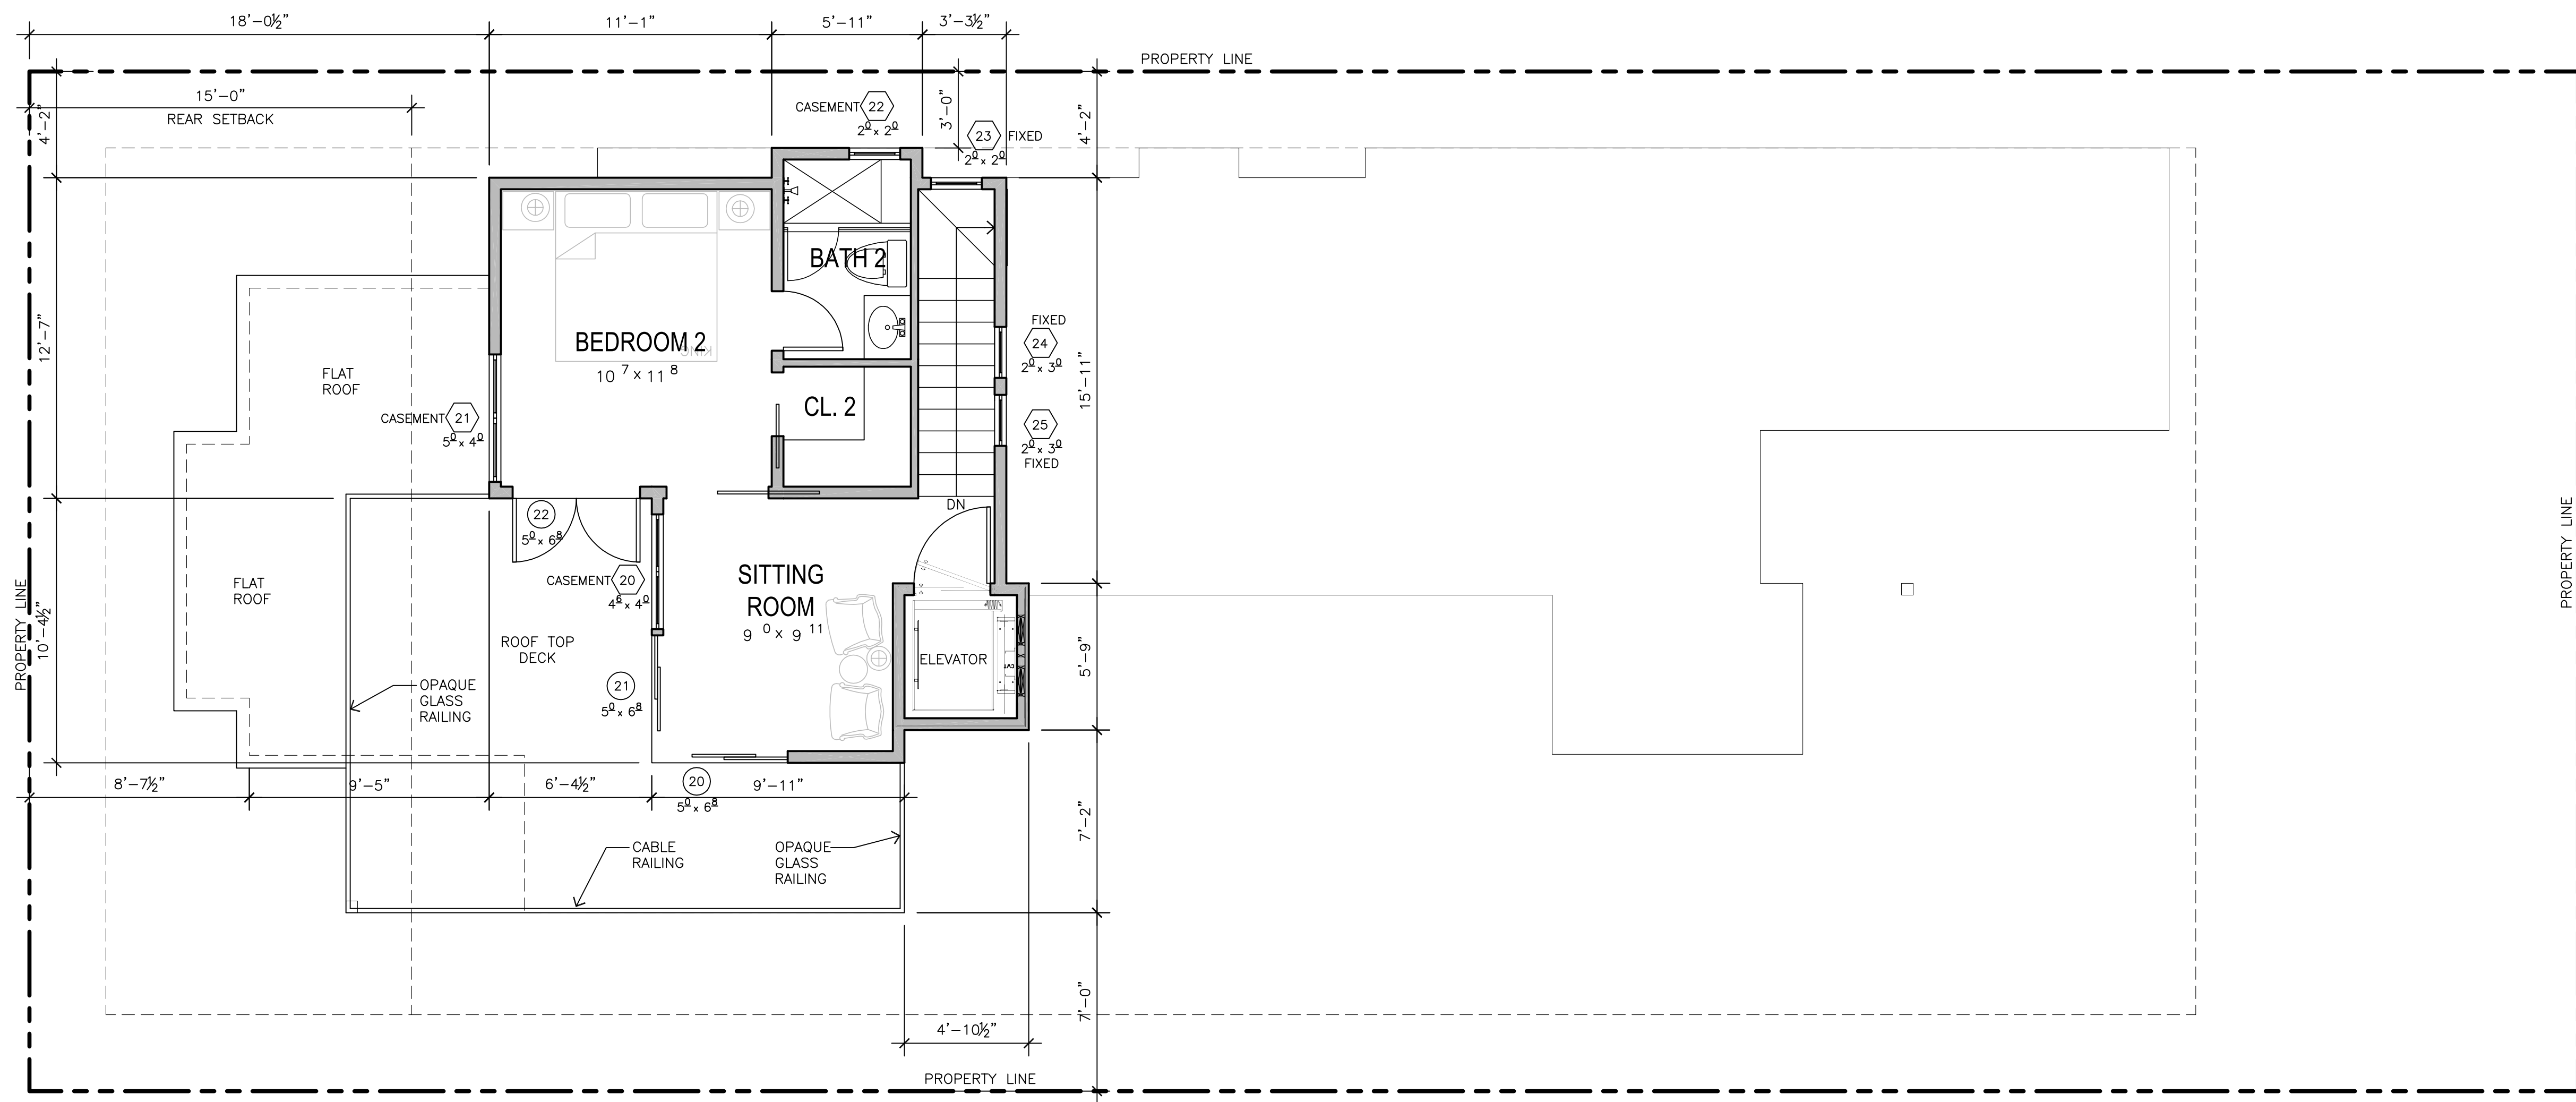 18'-0½" 11'-1" 5'-11" 3'-3½"
PROPERTY LINE
15'-0"
REAR SETBACK
4'-2"
CASEMENT 22
2⁰ x 2⁰
3'-0"
23 FIXED
2⁰ x 2⁰
4'-2"
BATH 2
12'-7"
BEDROOM 2
KING
10 ⁷ x 11 ⁸
FIXED
24
2⁰ x 3⁰
15'-11"
FLAT
ROOF
CL. 2
CASEMENT 21
5⁰ x 4⁰
25
2⁰ x 3⁰
FIXED
DN
22
5⁰ x 6⁸
PROPERTY LINE
CASEMENT 20
4⁶ x 4⁰
SITTING
ROOM
9 ⁰ x 9 ¹¹
FLAT
ROOF
PROPERTY LINE
10'-4½"
ROOF TOP
DECK
ELEVATOR
5'-9"
OPAQUE
GLASS
RAILING
21
5⁰ x 6⁸
8'-7½" 9'-5" 6'-4½" 9'-11"
20
5⁰ x 6⁸
7'-2"
CABLE
RAILING
OPAQUE
GLASS
RAILING
7'-0"
4'-10½"
PROPERTY LINE